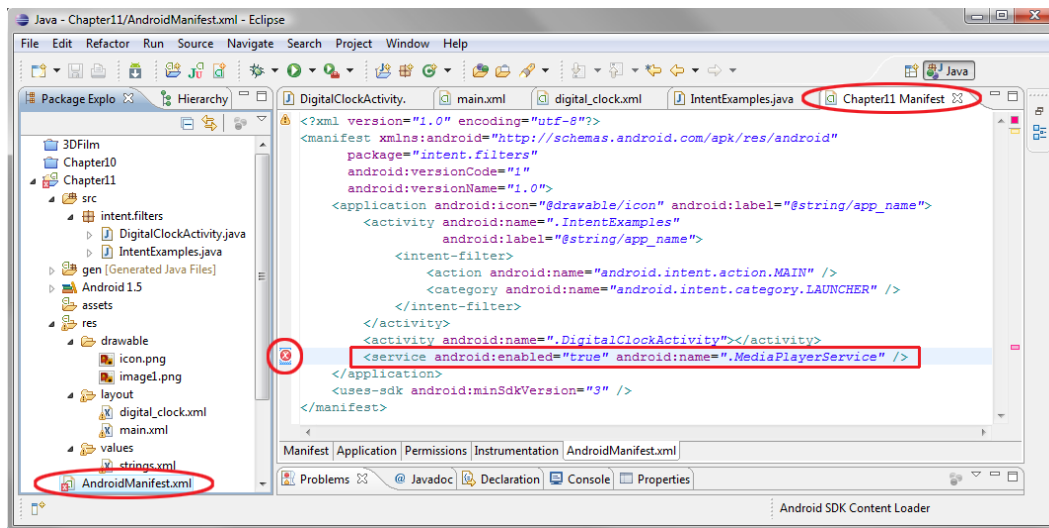 Java - Chapter11/AndroidManifest.xml - Eclipse
File Edit Refactor Run Source Navigate Search Project Window Help
Java
Package Explo Hierarchy
DigitalClockActivity. main.xml digital_clock.xml IntentExamples.java Chapter11 Manifest
3DFilm
Chapter10
Chapter11
src
intent.filters
DigitalClockActivity.java
IntentExamples.java
gen [Generated Java Files]
Android 1.5
assets
res
drawable
icon.png
image1.png
layout
digital_clock.xml
main.xml
values
strings.xml
AndroidManifest.xml
<?xml version="1.0" encoding="utf-8"?>
<manifest xmlns:android="http://schemas.android.com/apk/res/android"
package="intent.filters"
android:versionCode="1"
android:versionName="1.0">
<application android:icon="@drawable/icon" android:label="@string/app_name">
<activity android:name=".IntentExamples"
android:label="@string/app_name">
<intent-filter>
<action android:name="android.intent.action.MAIN" />
<category android:name="android.intent.category.LAUNCHER" />
</intent-filter>
</activity>
<activity android:name=".DigitalClockActivity"></activity>
<service android:enabled="true" android:name=".MediaPlayerService" />
</application>
<uses-sdk android:minSdkVersion="3" />
</manifest>
Manifest Application Permissions Instrumentation AndroidManifest.xml
Problems @ Javadoc Declaration Console Properties
Android SDK Content Loader